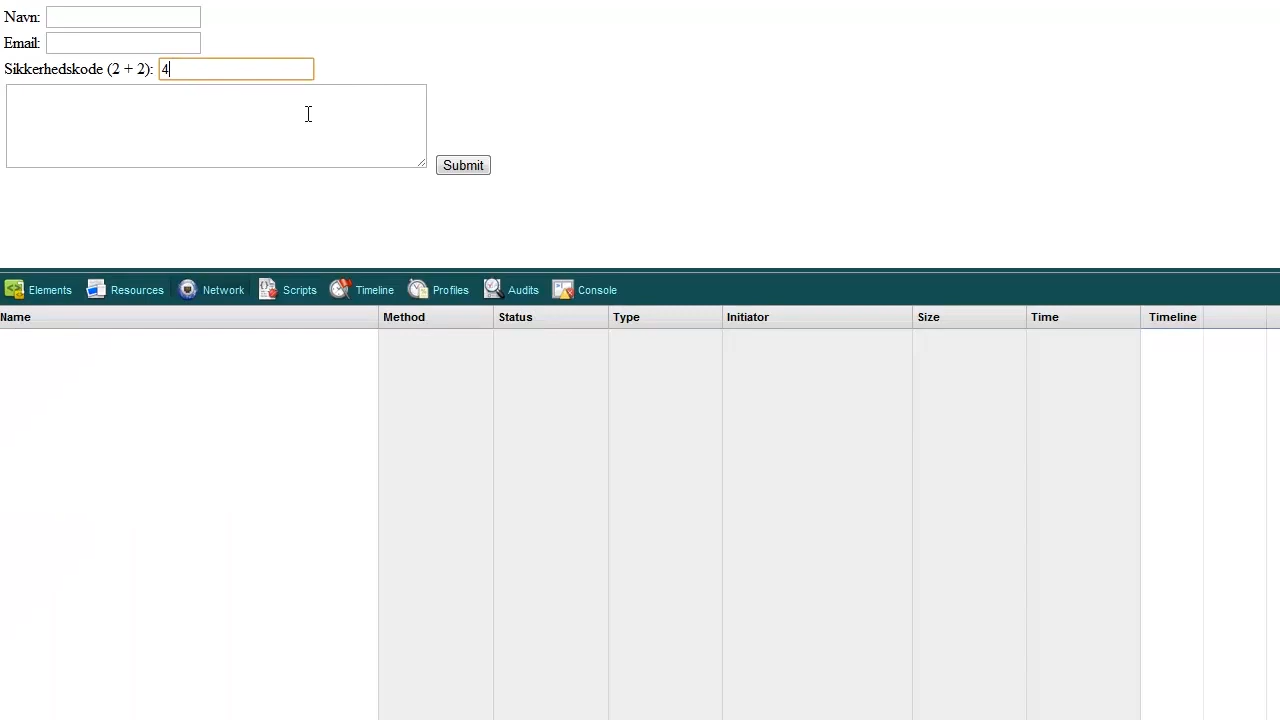 Navn:
Email:
Sikkerhedskode (2 + 2): 4
Submit
Elements Resources Network Scripts Timeline Profiles Audits Console
Name Method Status Type Initiator Size Time Timeline